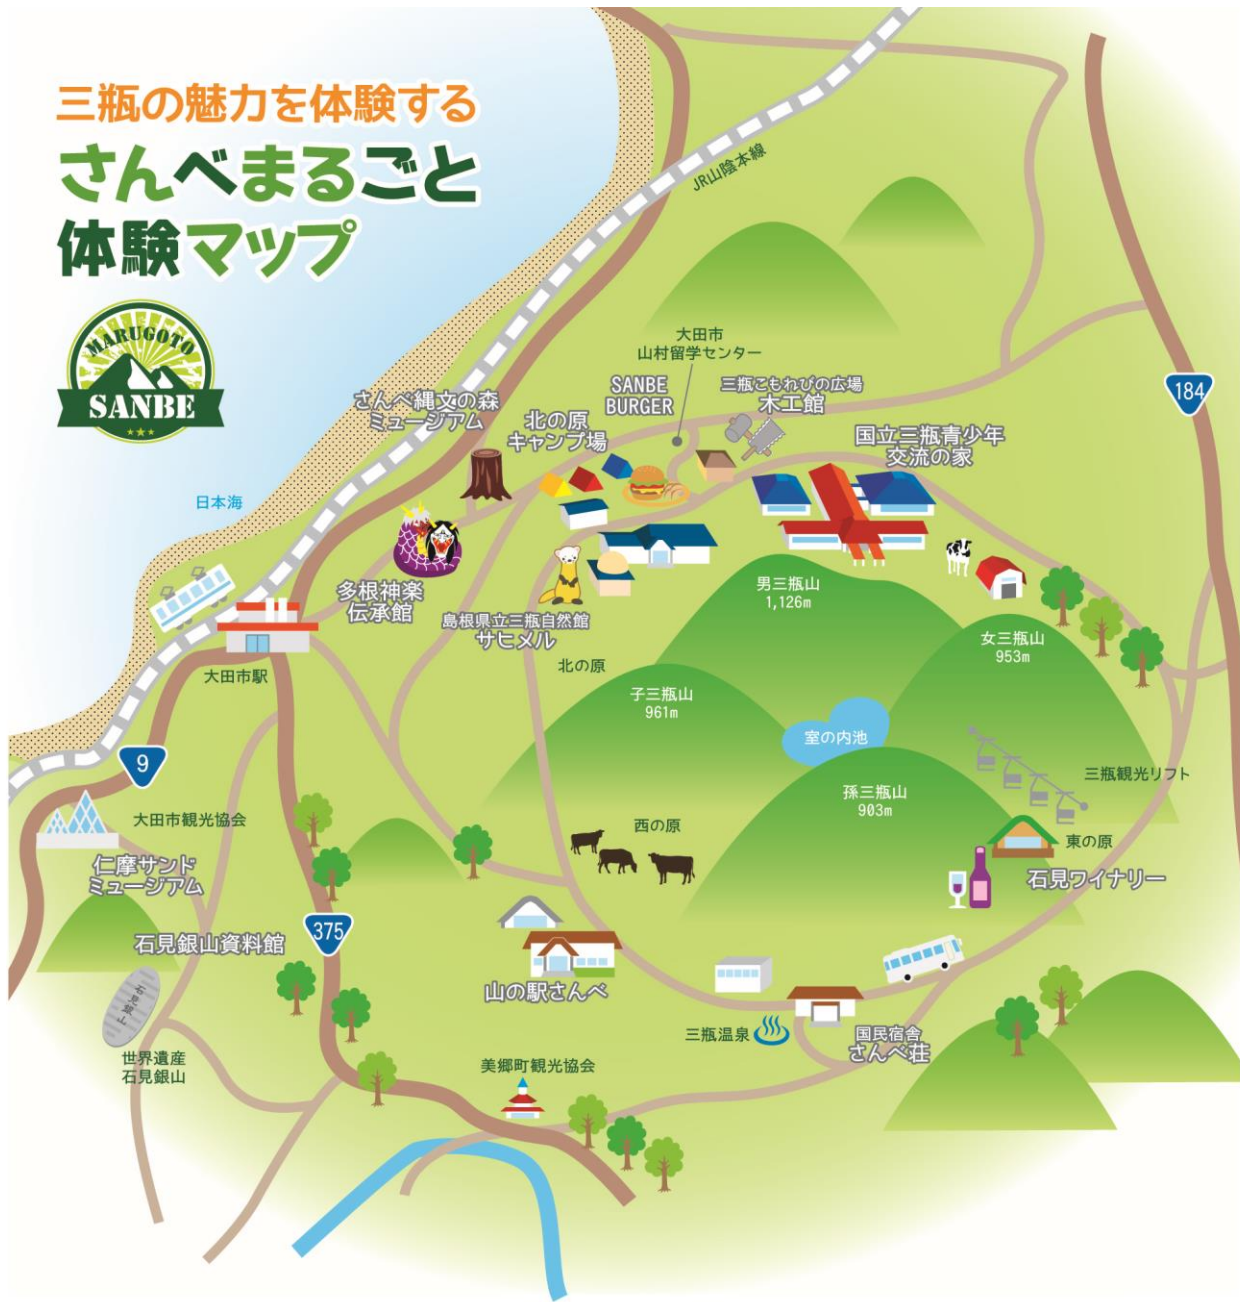 三瓶の魅力を体験する
さんべまるごと
体験マップ
MARUGOTO
SANBE
JR山陰本線
184
大田市
山村留学センター
SANBE
BURGER
三瓶こもれびの広場
木工館
さんべ縄文の森
ミュージアム
北の原
キャンプ場
国立三瓶青少年
交流の家
日本海
多根神楽
伝承館
島根県立三瓶自然館
サヒメル
男三瓶山
1,126m
女三瓶山
953m
大田市駅
北の原
子三瓶山
961m
室の内池
9
三瓶観光リフト
孫三瓶山
903m
大田市観光協会
西の原
東の原
仁摩サンド
ミュージアム
石見ワイナリー
375
石見銀山資料館
山の駅さんべ
石見銀山
三瓶温泉
国民宿舎
さんべ荘
世界遺産
石見銀山
美郷町観光協会